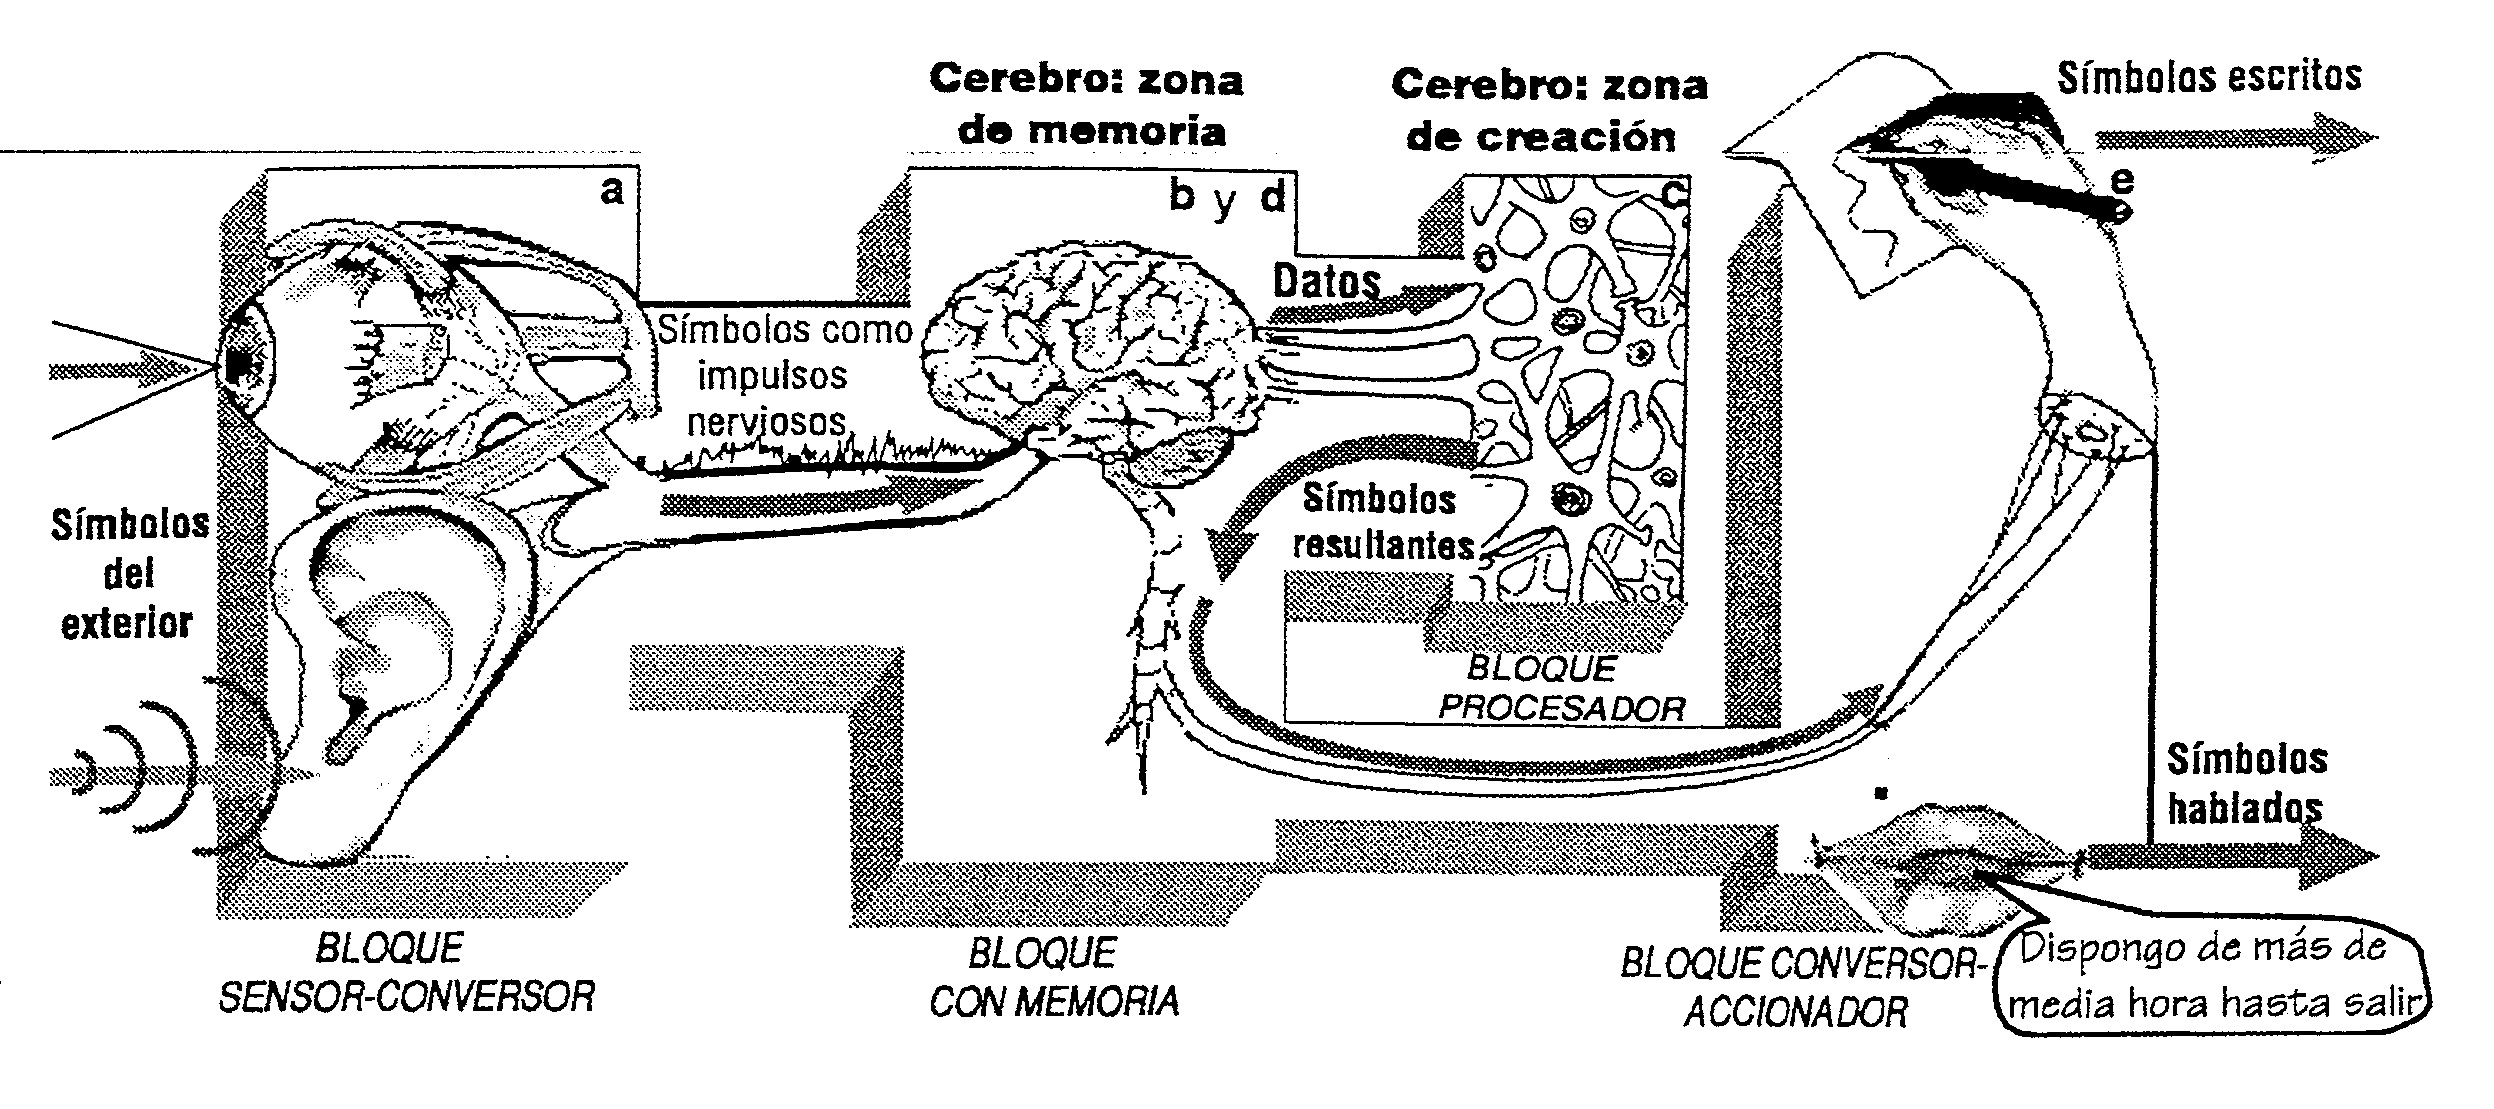 Símbolos
del
exterior
a
Símbolos como
impulsos
nerviosos
BLOQUE
SENSOR-CONVERSOR
Cerebro: zona
de memoria
b y d
BLOQUE
CON MEMORIA
Datos
Cerebro: zona
de creación
c
Símbolos
resultantes
BLOQUE
PROCESADOR
Símbolos escritos
e
Símbolos
hablados
BLOQUE CONVERSOR-
ACCIONADOR
Dispongo de más de
media hora hasta salir